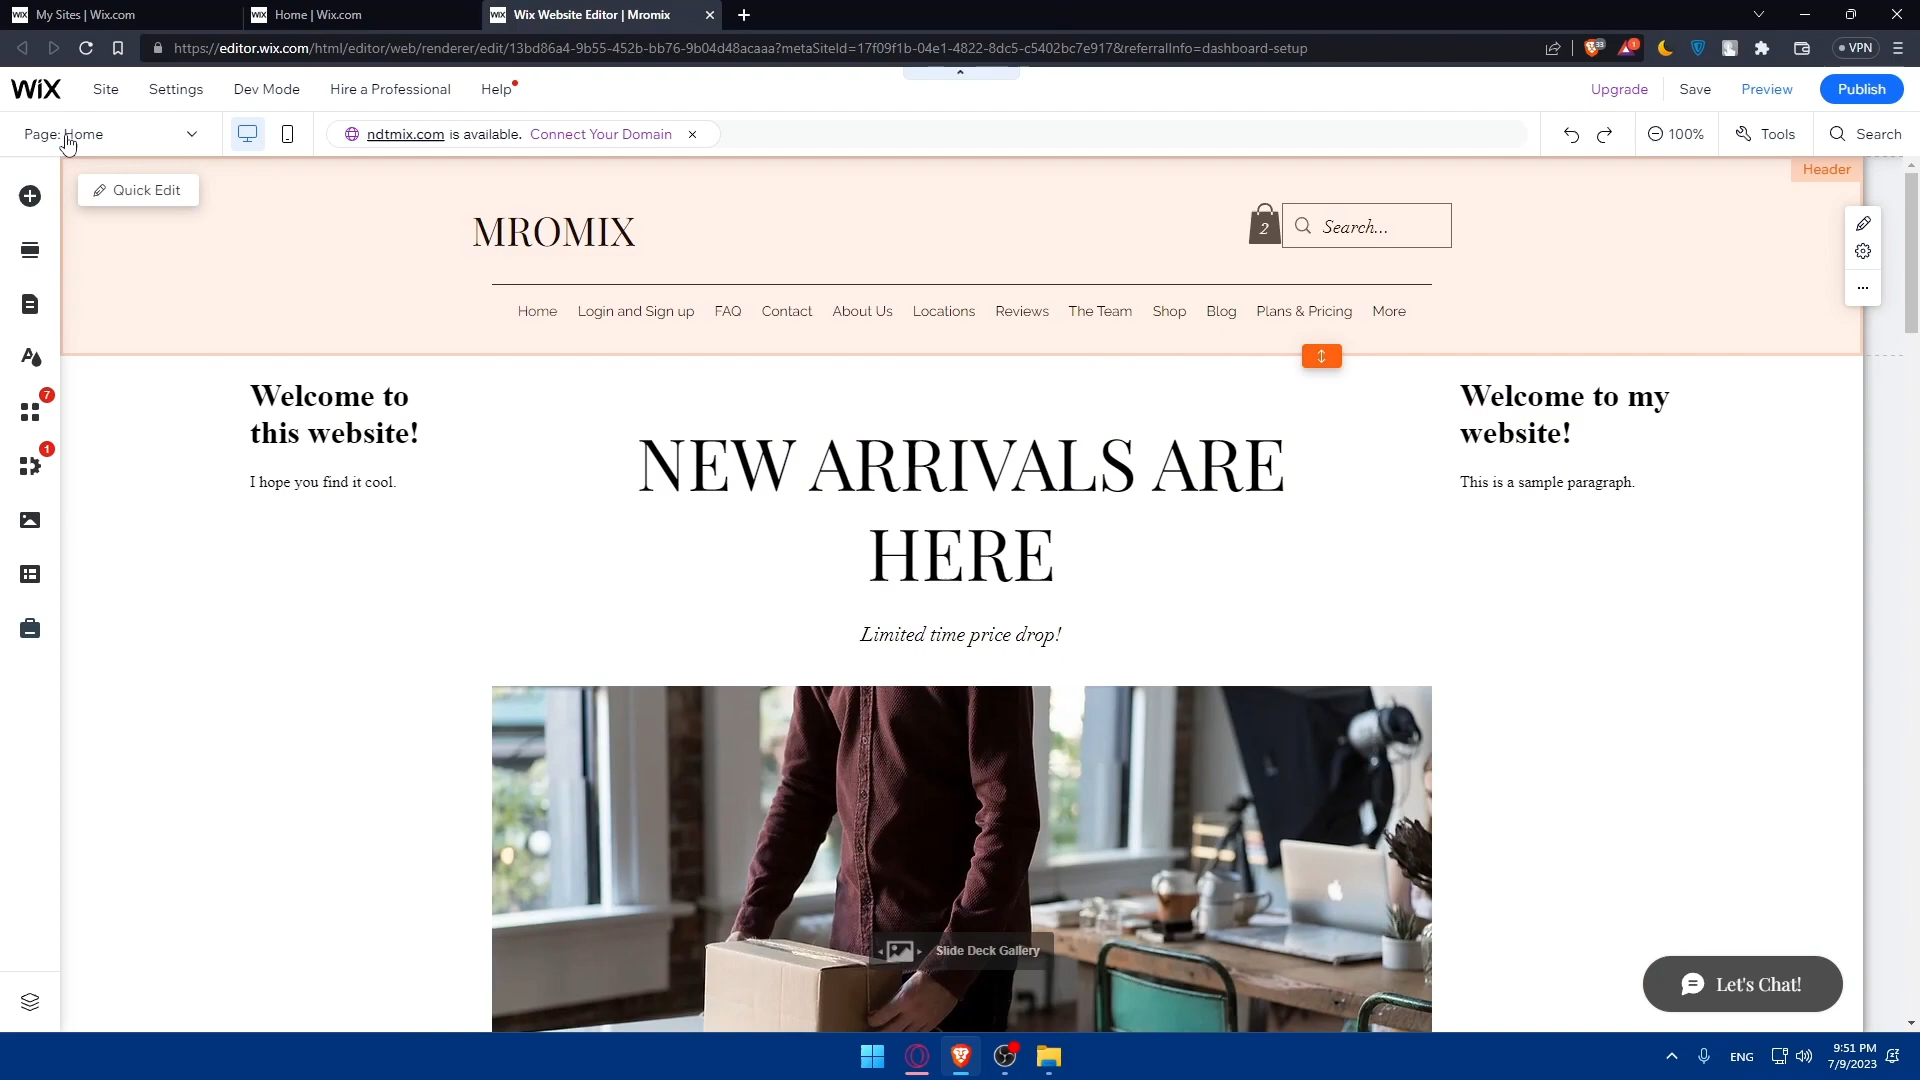 My Sites | Wix.com
Home | Wix.com
Wix Website Editor | Mromix
https://editor.wix.com/html/editor/web/renderer/edit/13bd86a4-9b55-452b-bb76-9b04d48acaaa?metaSiteId=17f09f1b-04e1-4822-8dc5-c5402bc7e917&referralInfo=dashboard-setup
33
1
VPN
WiX
Site
Settings
Dev Mode
Hire a Professional
Help
Upgrade
Save
Preview
Publish
Page: Home
ndtmix.com is available. Connect Your Domain
100%
Tools
Search
Header
Quick Edit
MROMIX
2
Search...
Home
Login and Sign up
FAQ
Contact
About Us
Locations
Reviews
The Team
Shop
Blog
Plans & Pricing
More
7
1
Welcome to
this website!
I hope you find it cool.
NEW ARRIVALS ARE
HERE
Limited time price drop!
Welcome to my
website!
This is a sample paragraph.
Slide Deck Gallery
Let's Chat!
ENG
9:51 PM
7/9/2023